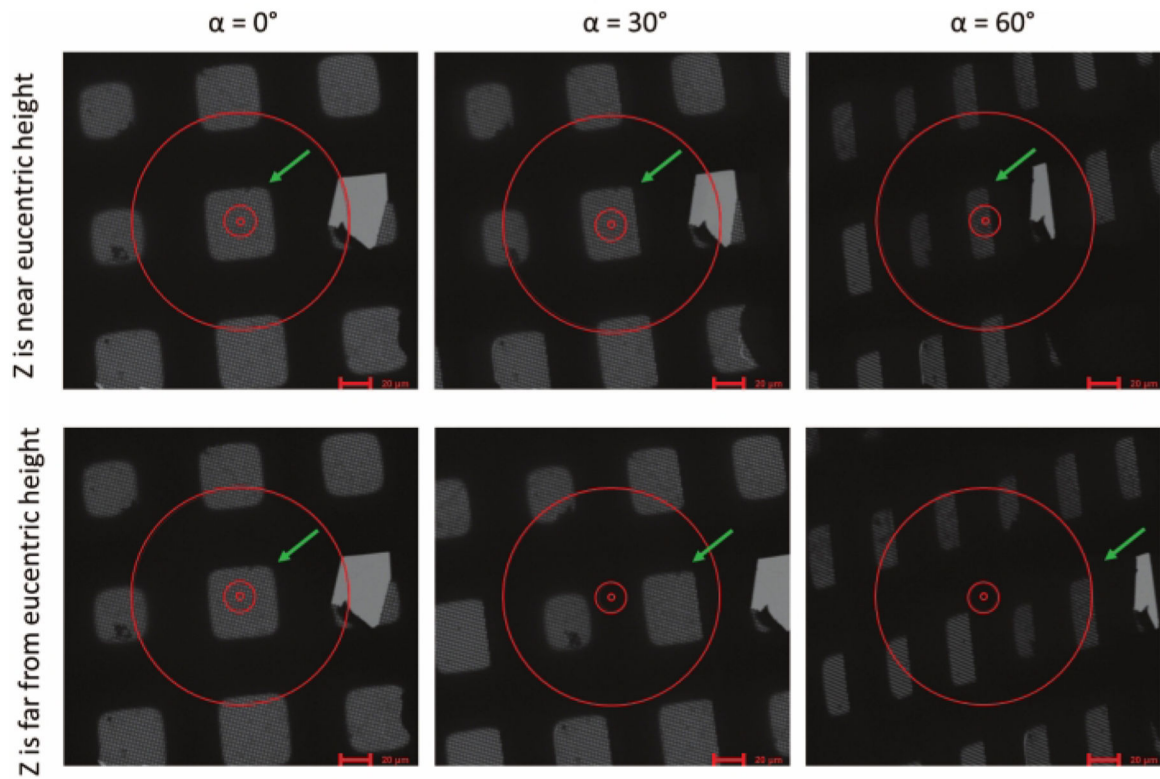 α = 0°
α = 30°
α = 60°
Z is near eucentric height
20 μm
20 μm
20 μm
Z is far from eucentric height
20 μm
20 μm
20 μm